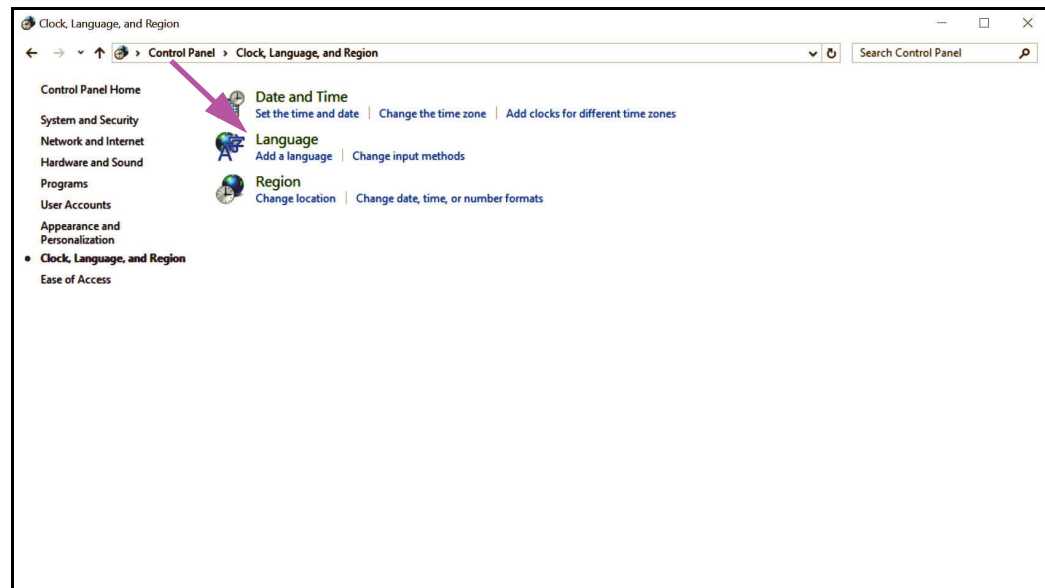 Clock, Language, and Region
Control Panel > Clock, Language, and Region
Search Control Panel
Control Panel Home
System and Security
Network and Internet
Hardware and Sound
Programs
User Accounts
Appearance and
Personalization
Clock, Language, and Region
Ease of Access
Date and Time
Set the time and date | Change the time zone | Add clocks for different time zones
Language
Add a language | Change input methods
Region
Change location | Change date, time, or number formats